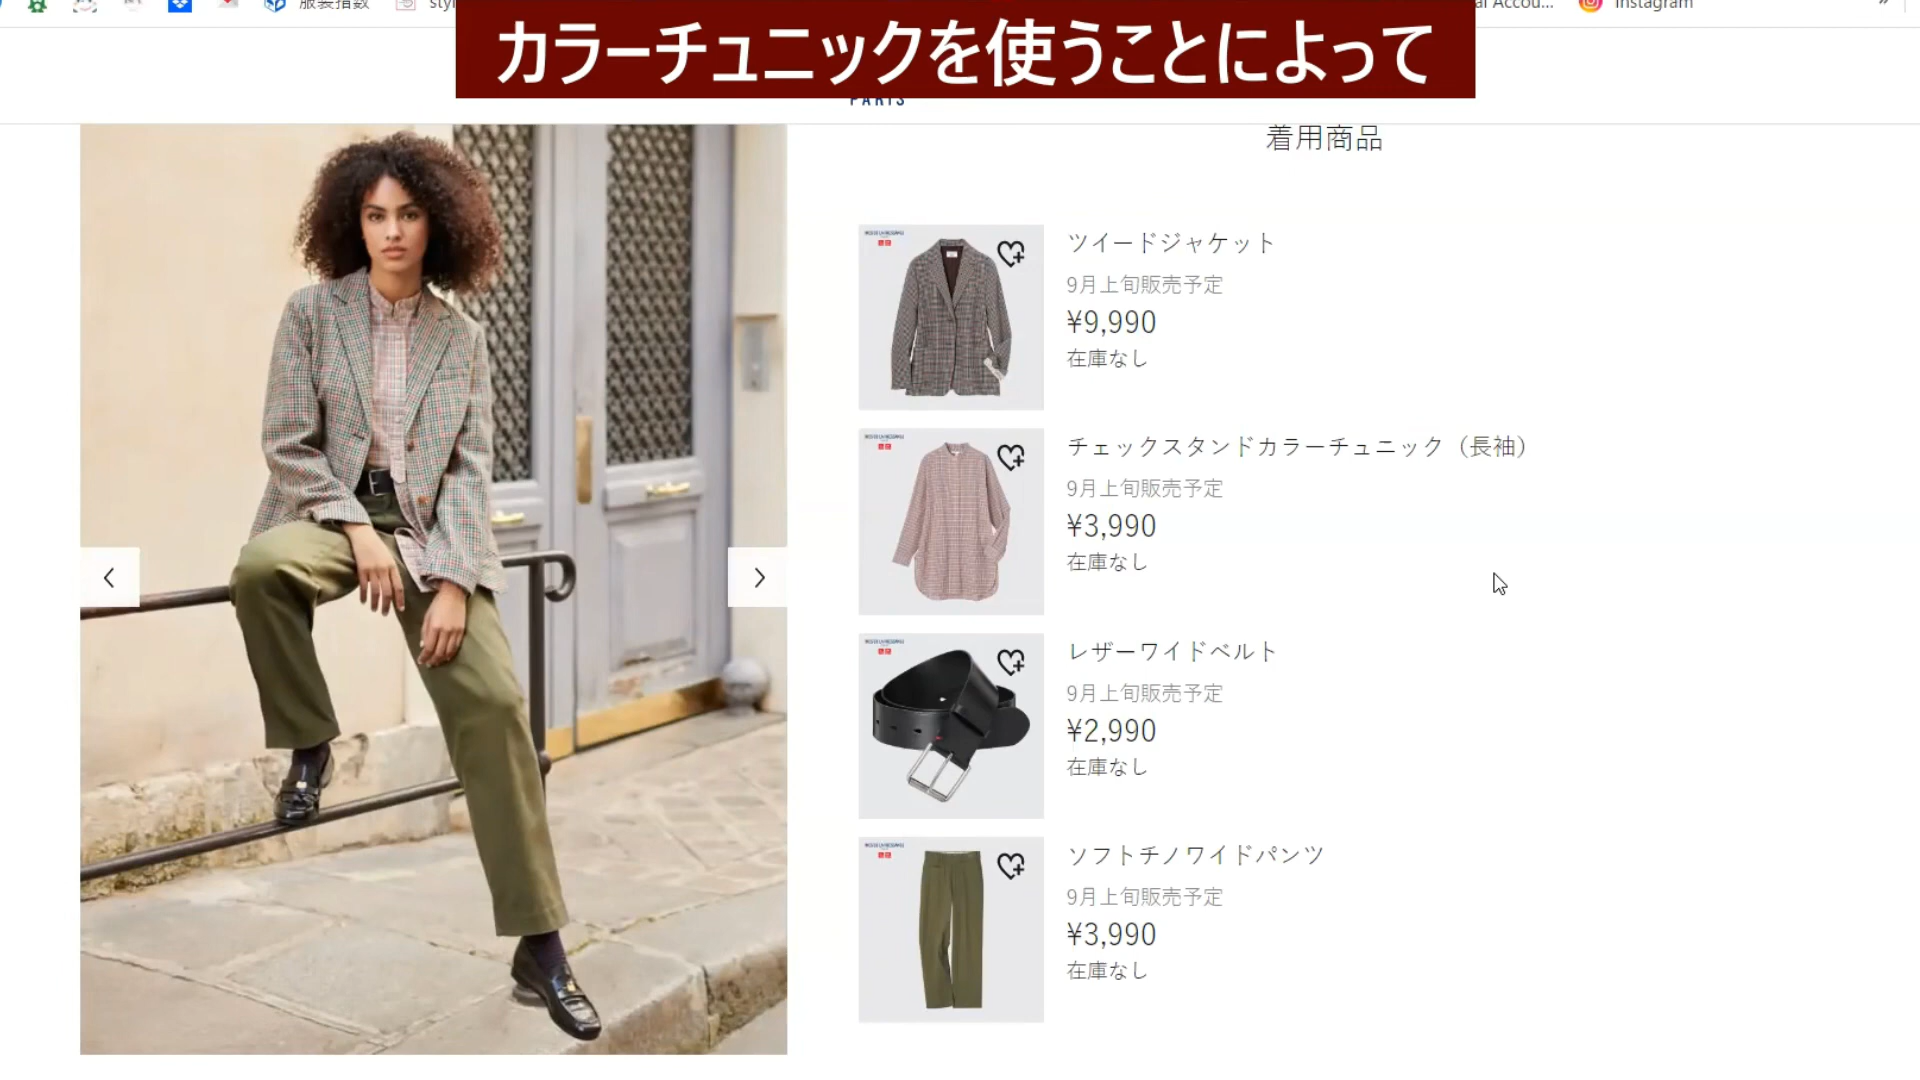 服装指数
Instagram
カラーチュニックを使うことによって
PARIS
着用商品
ツイードジャケット
9月上旬販売予定
¥9,990
在庫なし
チェックスタンドカラーチュニック（長袖）
9月上旬販売予定
¥3,990
在庫なし
レザーワイドベルト
9月上旬販売予定
¥2,990
在庫なし
ソフトチノワイドパンツ
9月上旬販売予定
¥3,990
在庫なし